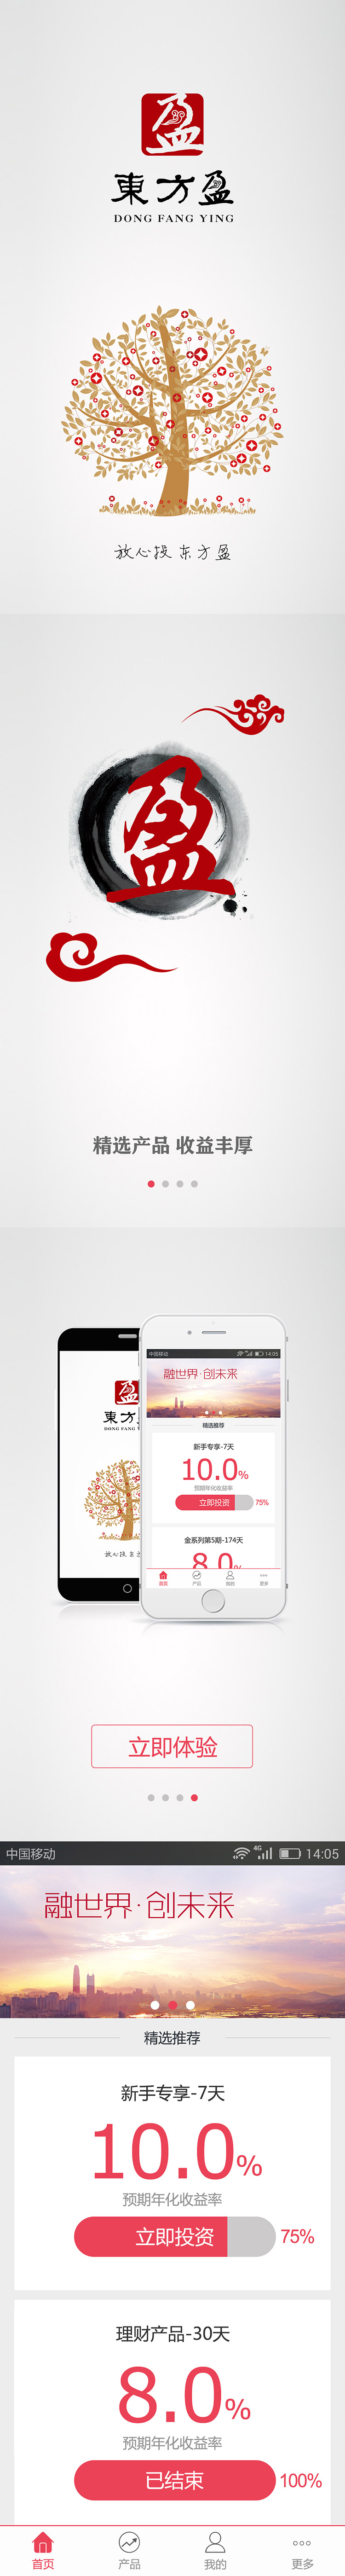 盈
東方盈
DONG FANG YING
放心投 东方盈
盈
精选产品 收益丰厚
盈
東方盈
DONG FANG YING
放心投 东方盈
中国移动 14:05
融世界·创未来
精选推荐
新手专享-7天
10.0%
预期年化收益率
立即投资 75%
金系列第5期-174天
8.0%
首页 产品 我的 更多
立即体验
中国移动 4G 14:05
融世界·创未来
精选推荐
新手专享-7天
10.0%
预期年化收益率
立即投资 75%
理财产品-30天
8.0%
预期年化收益率
已结束 100%
首页 产品 我的 更多